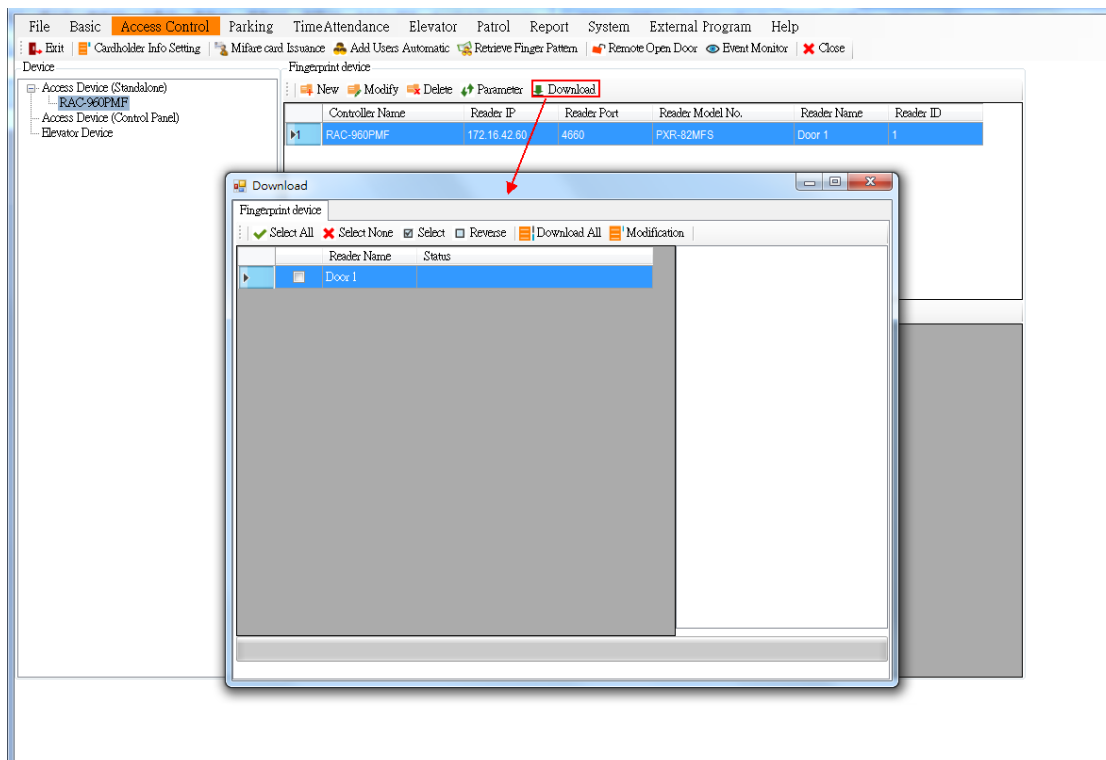 File Basic Access Control Parking Time Attendance Elevator Patrol Report System External Program Help
Exit Cardholder Info Setting Mifare card Issuance Add Users Automatic Retrieve Finger Pattern Remote Open Door Event Monitor Close
Device
Access Device (Standalone)
RAC-960PMF
Access Device (Control Panel)
Elevator Device
Fingerprint device
New Modify Delete Parameter Download
Controller Name Reader IP Reader Port Reader Model No. Reader Name Reader ID
1 RAC-960PMF 172.16.42.60 4660 PXR-82MFS Door 1 1
Download
Fingerprint device
Select All Select None Select Reverse Download All Modification
Reader Name Status
Door 1